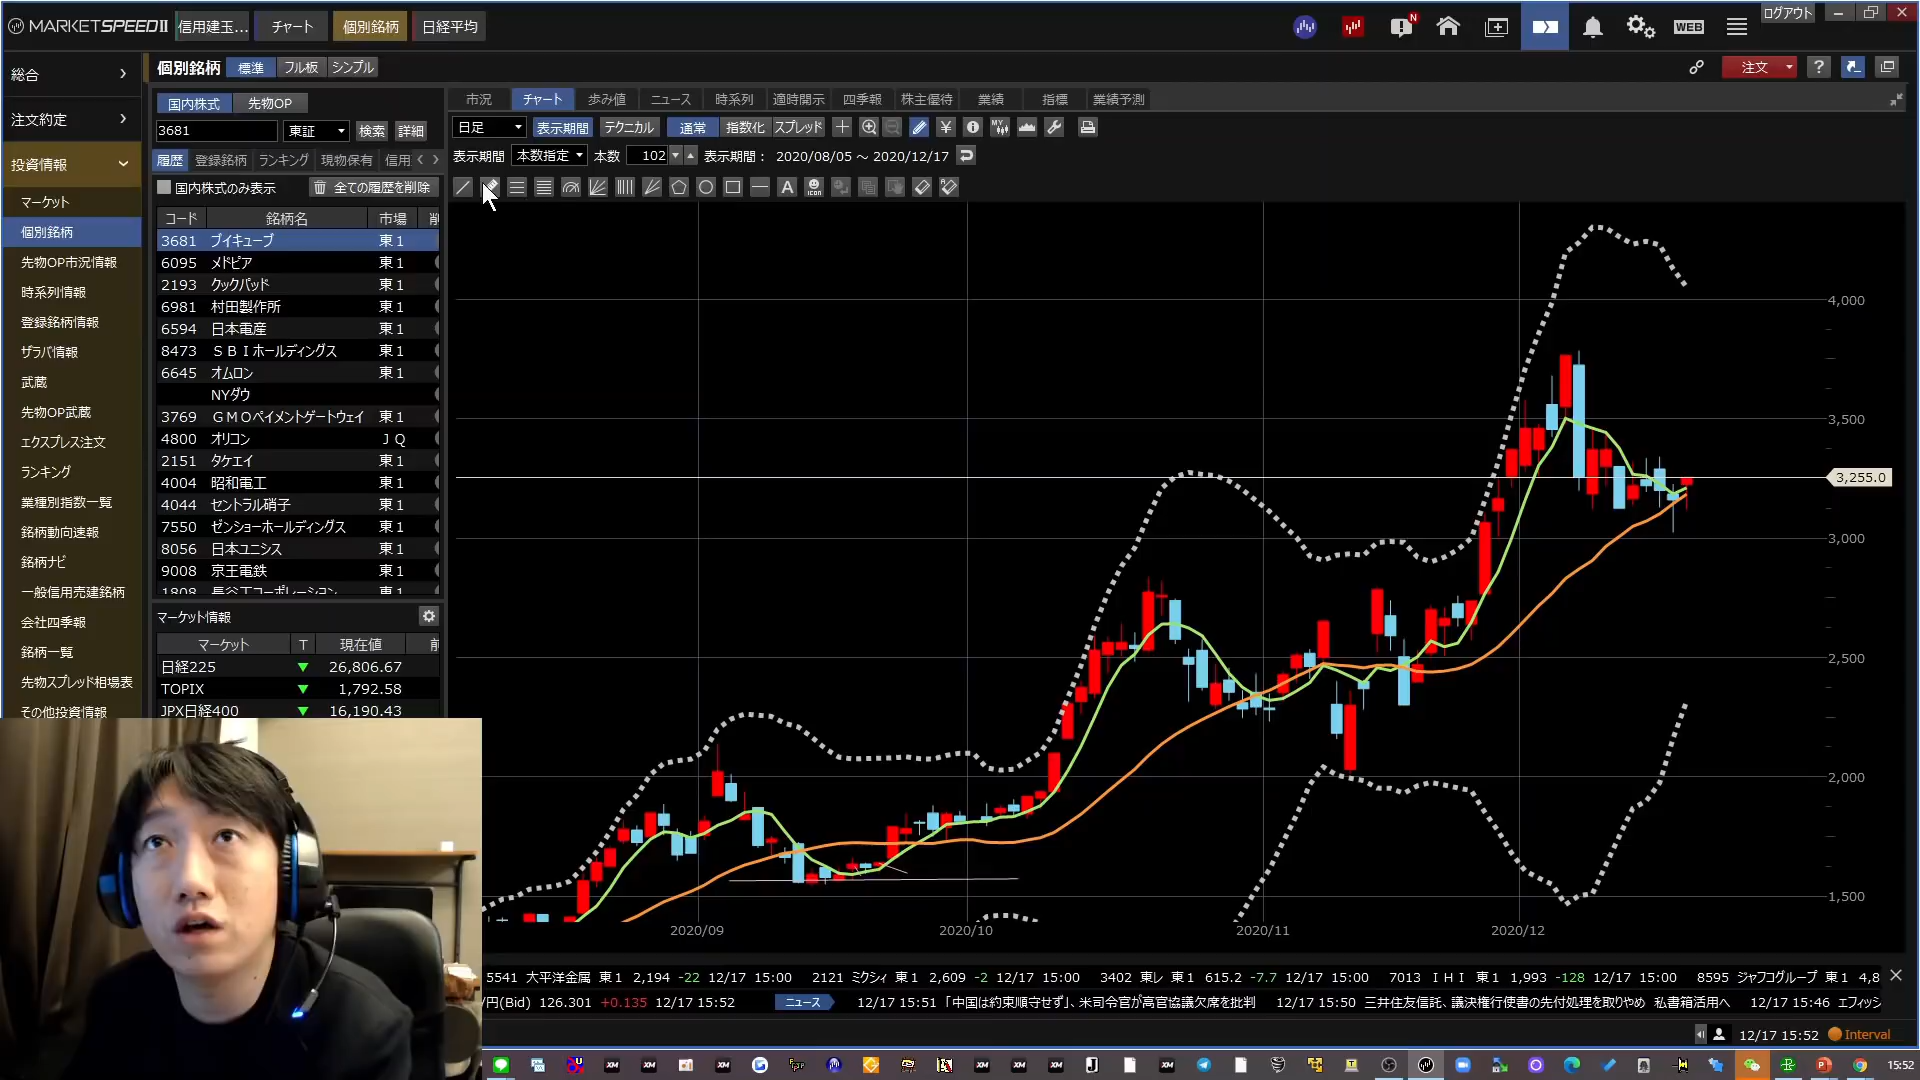 MARKETSPEED II 信用建玉... チャート 個別銘柄 日経平均
N WEB ログアウト
総合
注文約定
投資情報
マーケット
個別銘柄
先物OP市況情報
時系列情報
登録銘柄情報
ザラバ情報
武蔵
先物OP武蔵
エクスプレス注文
ランキング
業種別指数一覧
銘柄動向速報
銘柄ナビ
一般信用売建銘柄
会社四季報
銘柄一覧
先物スプレッド相場表
その他投資情報
個別銘柄 標準 フル板 シンプル
注文 ?
国内株式 先物OP
3681 東証 検索 詳細
履歴 登録銘柄 ランキング 現物保有 信用
国内株式のみ表示 全ての履歴を削除
コード 銘柄名 市場 削
3681 ブイキューブ 東1
6095 メドピア 東1
2193 クックパッド 東1
6981 村田製作所 東1
6594 日本電産 東1
8473 ＳＢＩホールディングス 東1
6645 オムロン 東1
NYダウ
3769 ＧＭＯペイメントゲートウェイ 東1
4800 オリコン ＪＱ
2151 タケエイ 東1
4004 昭和電工 東1
4044 セントラル硝子 東1
7550 ゼンショーホールディングス 東1
8056 日本ユニシス 東1
9008 京王電鉄 東1
1808 長谷工コーポレーション 東1
マーケット情報
マーケット T 現在値 前
日経225 ▼ 26,806.67
TOPIX ▼ 1,792.58
JPX日経400 ▼ 16,190.43
市況 チャート 歩み値 ニュース 時系列 適時開示 四季報 株主優待 業績 指標 業績予測
日足 表示期間 テクニカル 通常 指数化 スプレッド ¥ MY
表示期間 本数指定 本数 102 表示期間： 2020/08/05 ～ 2020/12/17
A ICON
4,000
3,500
3,255.0
3,000
2,500
2,000
1,500
2020/09 2020/10 2020/11 2020/12
5541 大平洋金属 東1 2,194 -22 12/17 15:00 2121 ミクシィ 東1 2,609 -2 12/17 15:00 3402 東レ 東1 615.2 -7.7 12/17 15:00 7013 ＩＨＩ 東1 1,993 -128 12/17 15:00 8595 ジャフコグループ 東1 4,8
/円(Bid) 126.301 +0.135 12/17 15:52 ニュース 12/17 15:51 「中国は約束順守せず」、米司令官が高官協議欠席を批判 12/17 15:50 三井住友信託、議決権行使書の先付処理を取りやめ 私書箱活用へ 12/17 15:46 エフィッシ
12/17 15:52 Interval
15:52